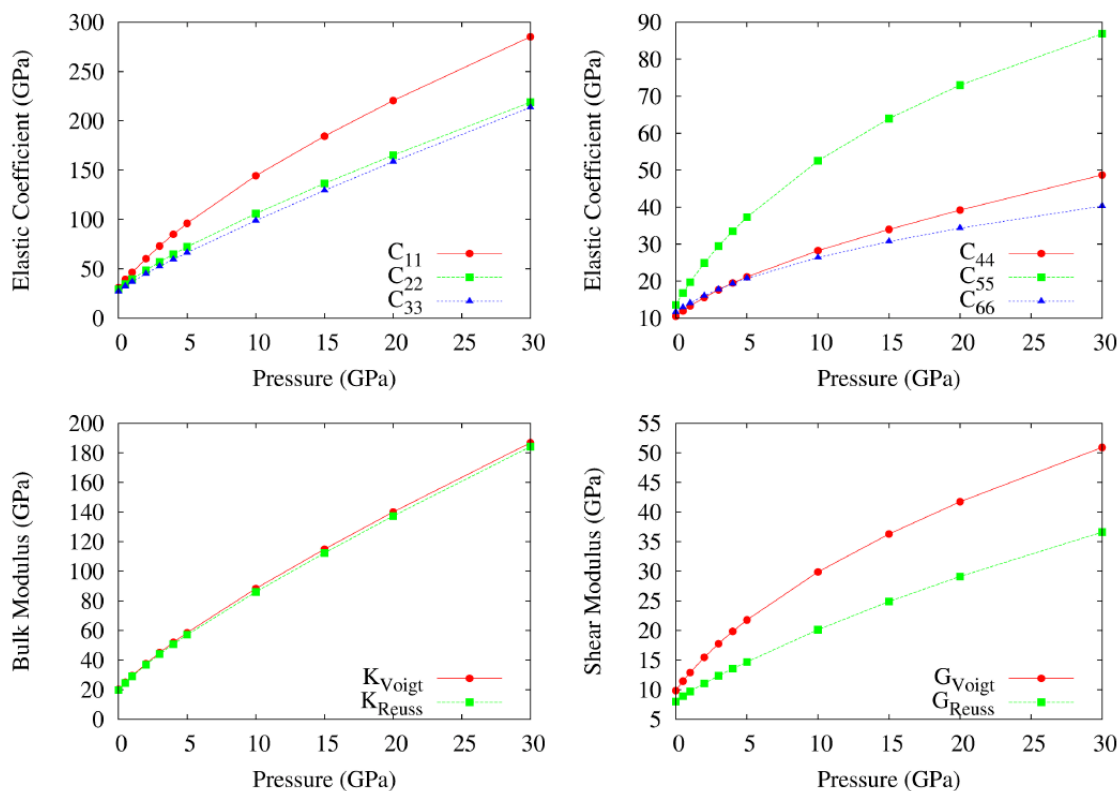 300
250
200
150
100
50
0
Elastic Coefficient (GPa)
C11
C22
C33
0 5 10 15 20 25 30
Pressure (GPa)
90
80
70
60
50
40
30
20
10
Elastic Coefficient (GPa)
C44
C55
C66
0 5 10 15 20 25 30
Pressure (GPa)
200
180
160
140
120
100
80
60
40
20
0
Bulk Modulus (GPa)
KVoigt
KReuss
0 5 10 15 20 25 30
Pressure (GPa)
55
50
45
40
35
30
25
20
15
10
5
Shear Modulus (GPa)
GVoigt
GReuss
0 5 10 15 20 25 30
Pressure (GPa)